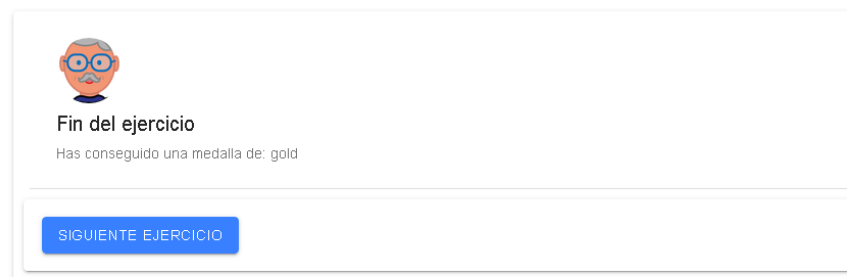 Fin del ejercicio
Has conseguido una medalla de: gold
SIGUIENTE EJERCICIO